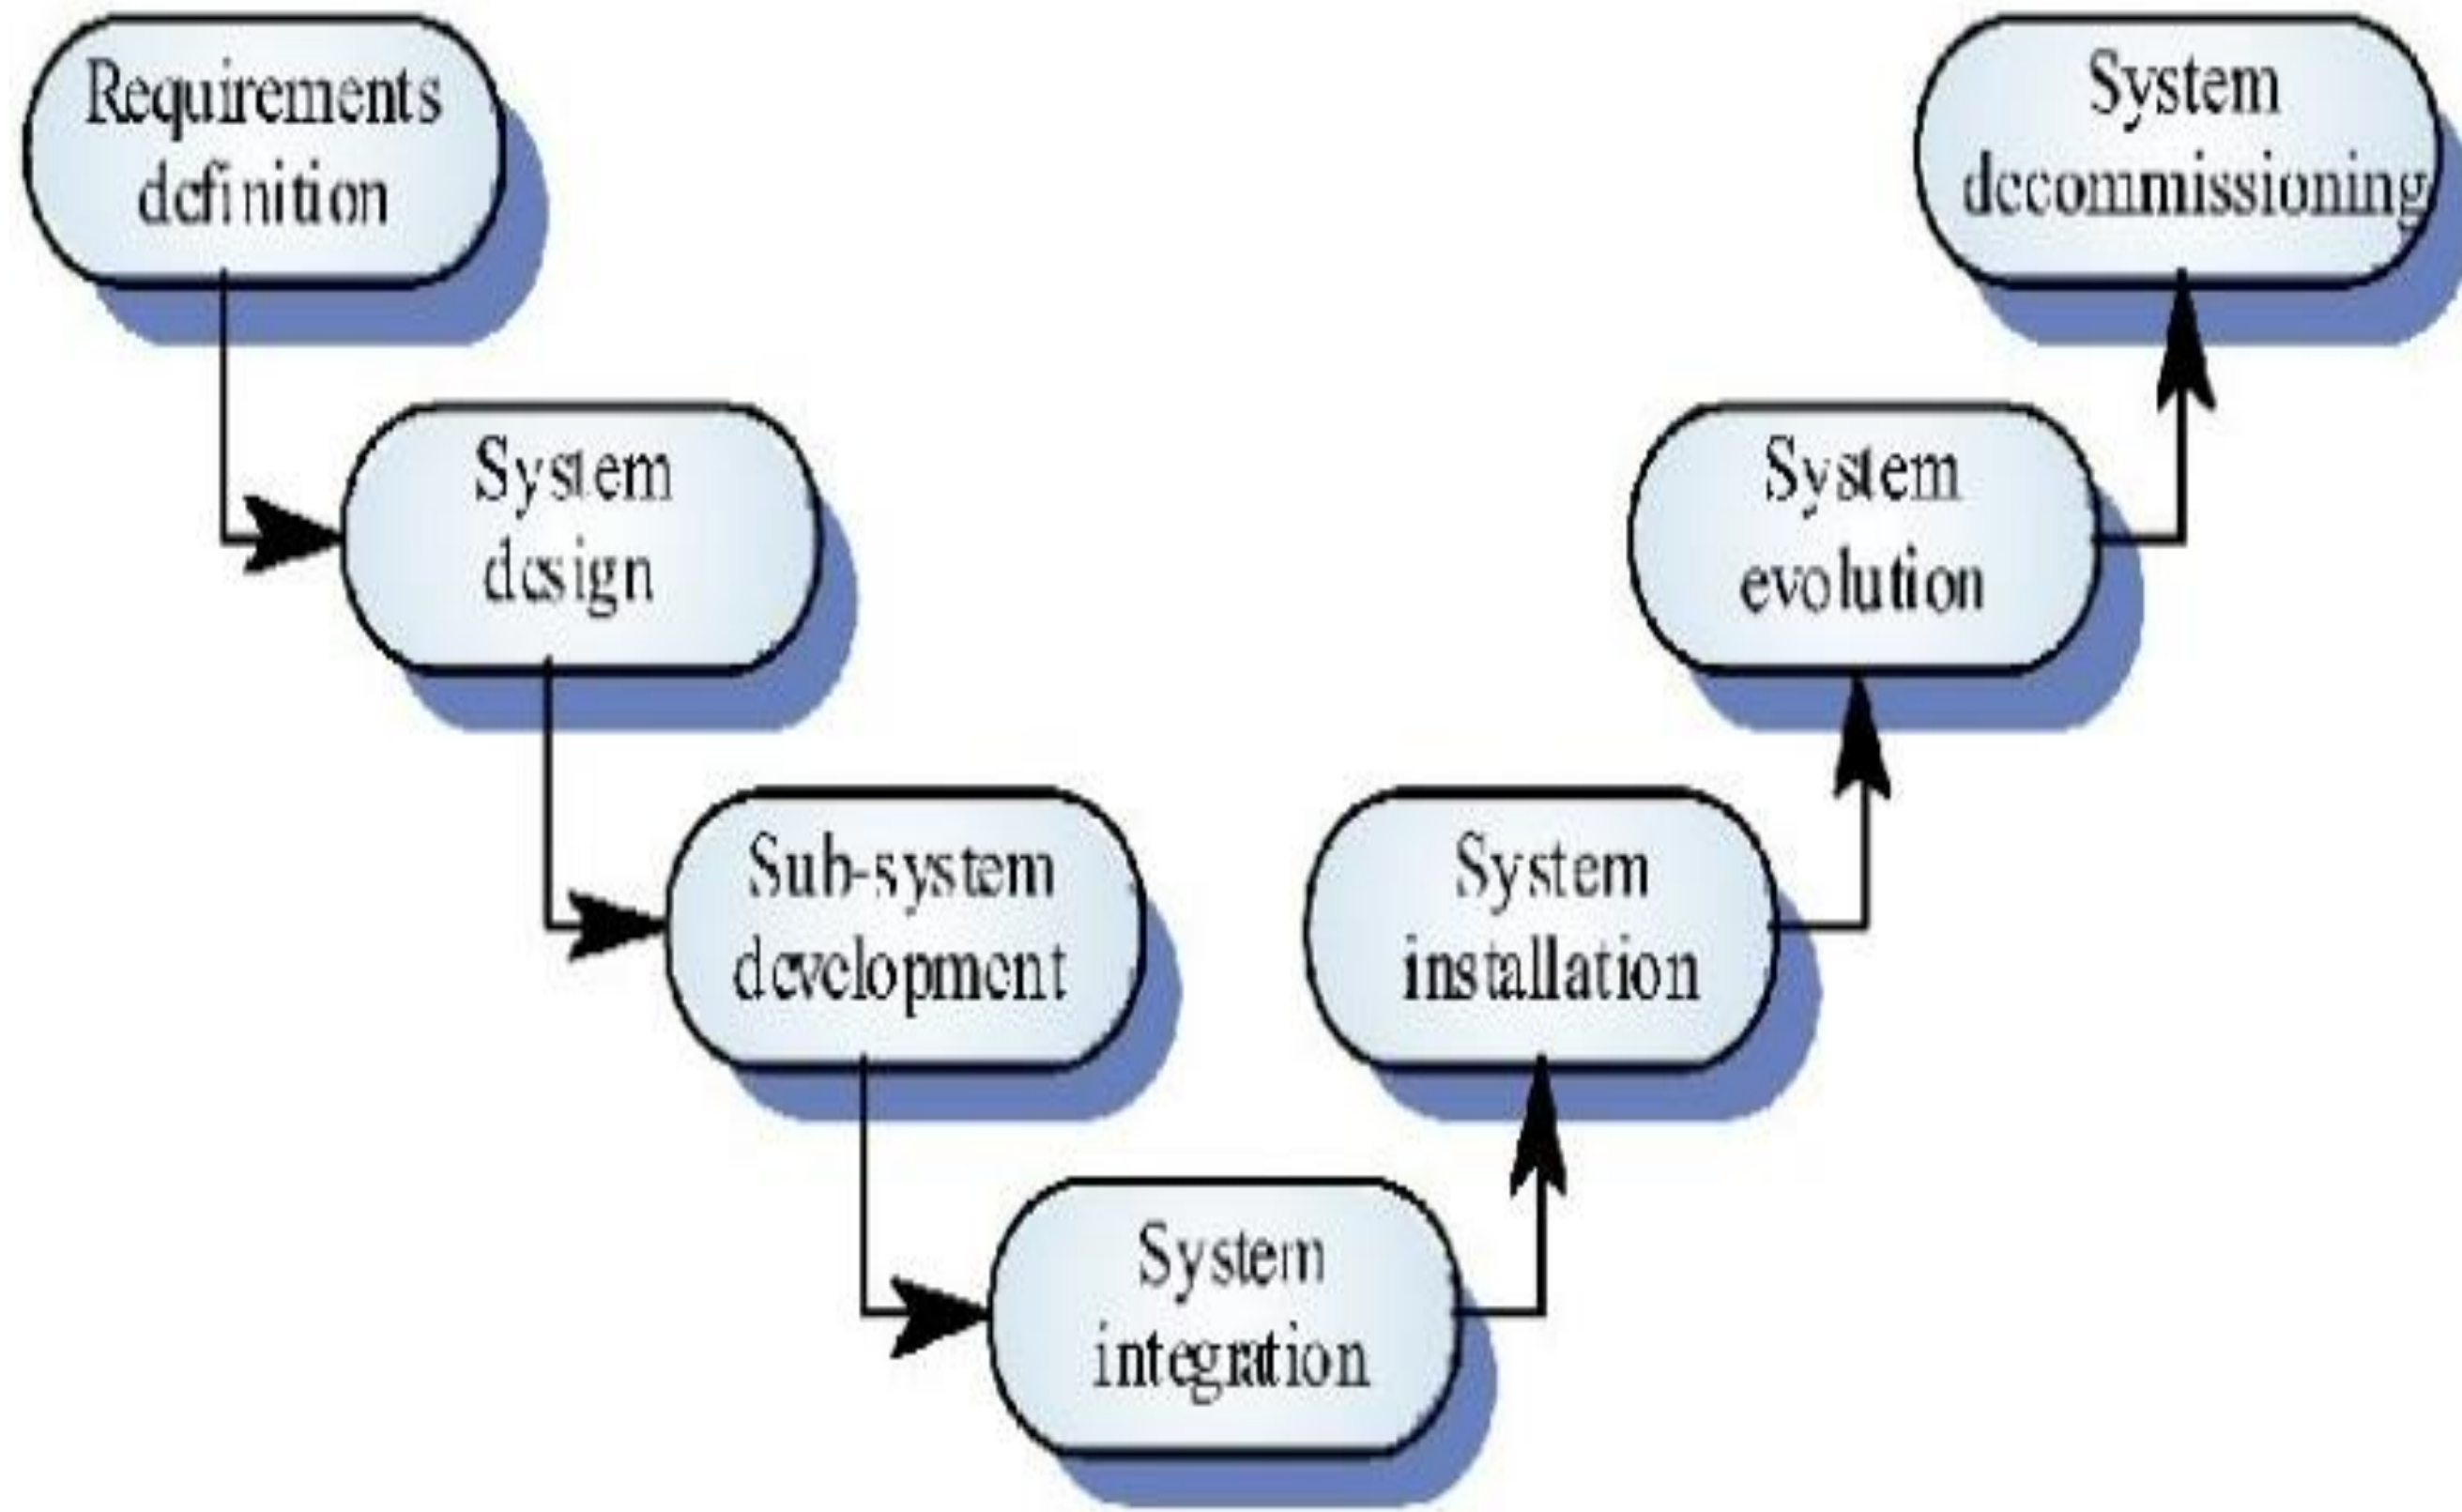 Requirements
definition
System
design
Sub-system
development
System
integration
System
installation
System
evolution
System
decommissioning